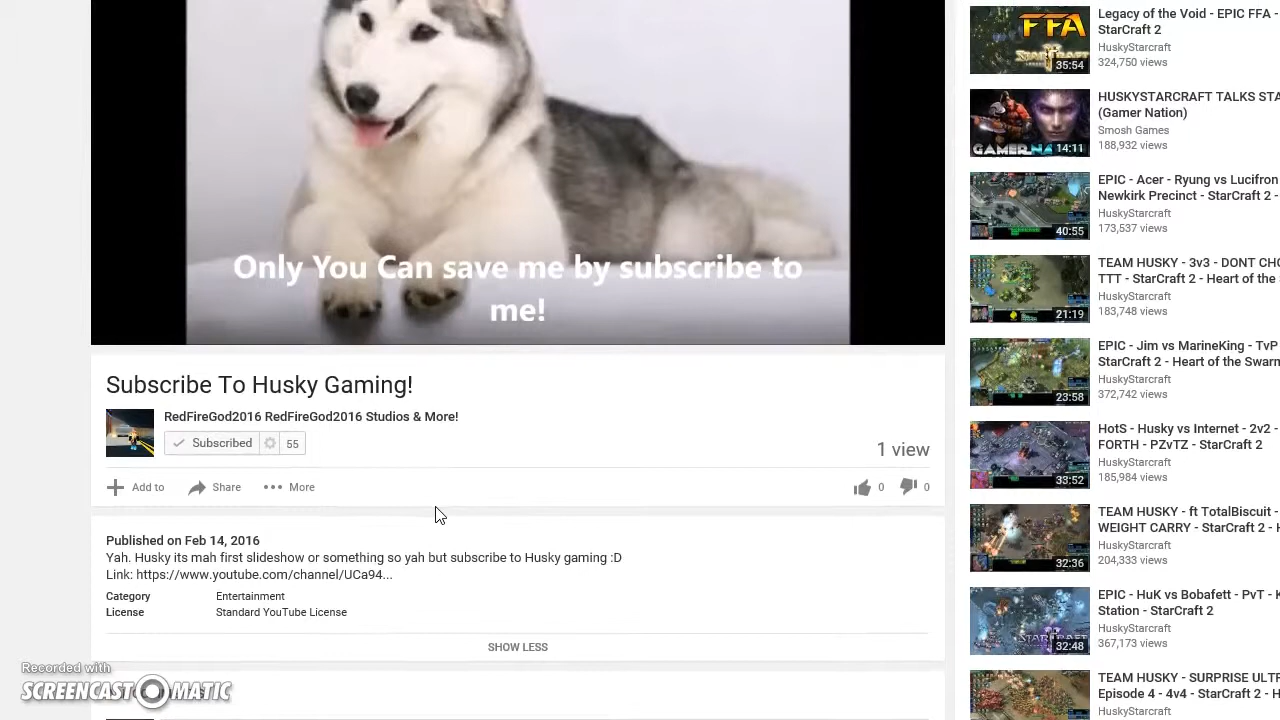 Only You Can save me by subscribe to
me!
Subscribe To Husky Gaming!
RedFireGod2016 RedFireGod2016 Studios & More!
Subscribed 55
1 view
Add to Share More 0 0
Published on Feb 14, 2016
Yah. Husky its mah first slideshow or something so yah but subscribe to Husky gaming :D
Link: https://www.youtube.com/channel/UCa94...
Category Entertainment
License Standard YouTube License
SHOW LESS
Recorded with
SCREENCAST-O-MATIC
FFA
STARCRAFT
35:54
Legacy of the Void - EPIC FFA -
StarCraft 2
HuskyStarcraft
324,750 views
GAMER NA
14:11
HUSKYSTARCRAFT TALKS STA
(Gamer Nation)
Smosh Games
188,932 views
40:55
EPIC - Acer - Ryung vs Lucifron
Newkirk Precinct - StarCraft 2 -
HuskyStarcraft
173,537 views
21:19
TEAM HUSKY - 3v3 - DONT CHO
TTT - StarCraft 2 - Heart of the
HuskyStarcraft
183,748 views
23:58
EPIC - Jim vs MarineKing - TvP
StarCraft 2 - Heart of the Swarm
HuskyStarcraft
372,742 views
33:52
HotS - Husky vs Internet - 2v2 -
FORTH - PZvTZ - StarCraft 2
HuskyStarcraft
185,984 views
32:36
TEAM HUSKY - ft TotalBiscuit -
WEIGHT CARRY - StarCraft 2 - H
HuskyStarcraft
204,333 views
32:48
EPIC - HuK vs Bobafett - PvT - K
Station - StarCraft 2
HuskyStarcraft
367,173 views
TEAM HUSKY - SURPRISE ULTR
Episode 4 - 4v4 - StarCraft 2 - H
HuskyStarcraft